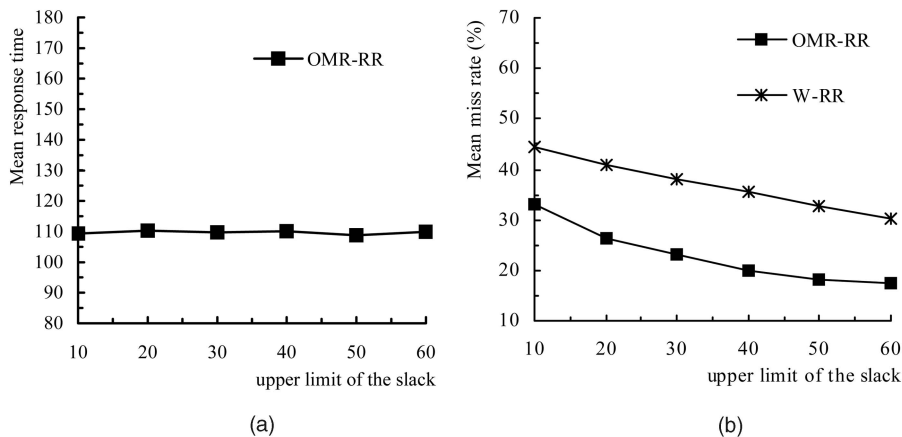 Mean response time
180
170
160
150
140
130
120
110
100
90
80
10 20 30 40 50 60
upper limit of the slack
OMR-RR
(a)
Mean miss rate (%)
70
60
50
40
30
20
10
10 20 30 40 50 60
upper limit of the slack
OMR-RR
W-RR
(b)